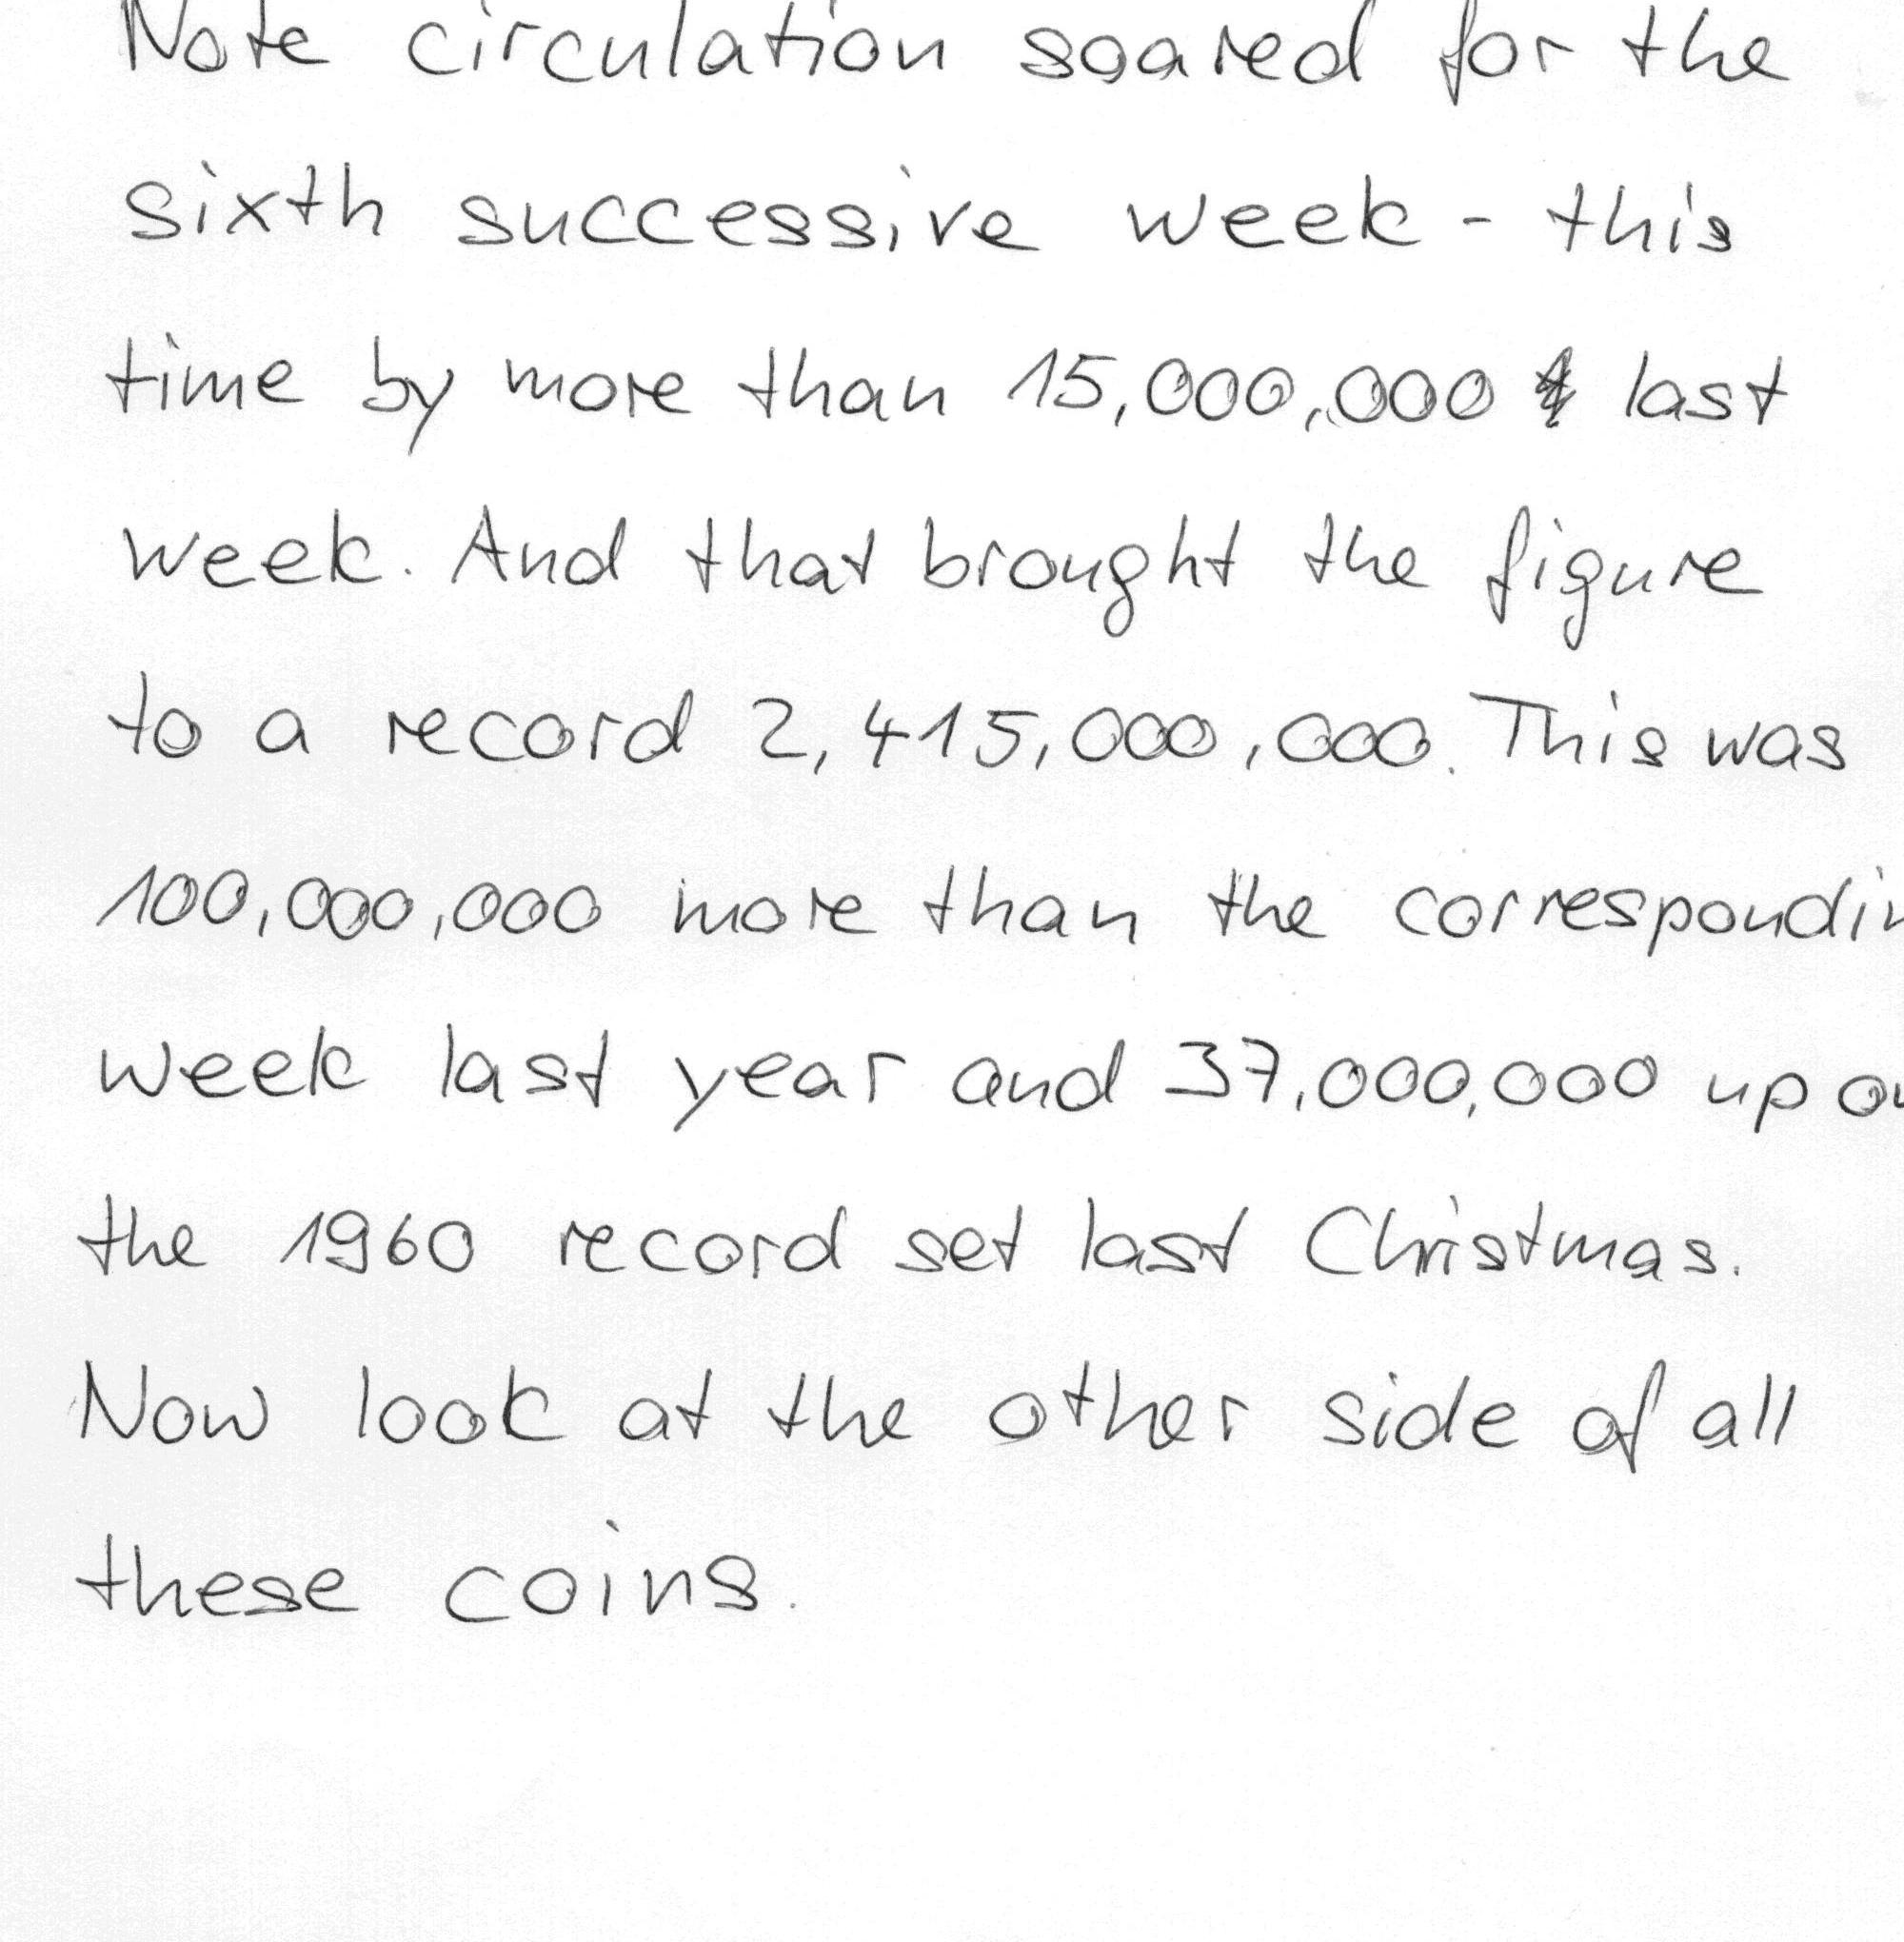 Note circulation soared for the
sixth successive week - this
time by more than 15,000,000 last
week. And that brought the figure
to a record 2,415,000,000. This was
100,000,000 more than the correspondin
week last year and 37,000,000 up on
the 1960 record set last Christmas.
Now look at the other side of all
these coins.